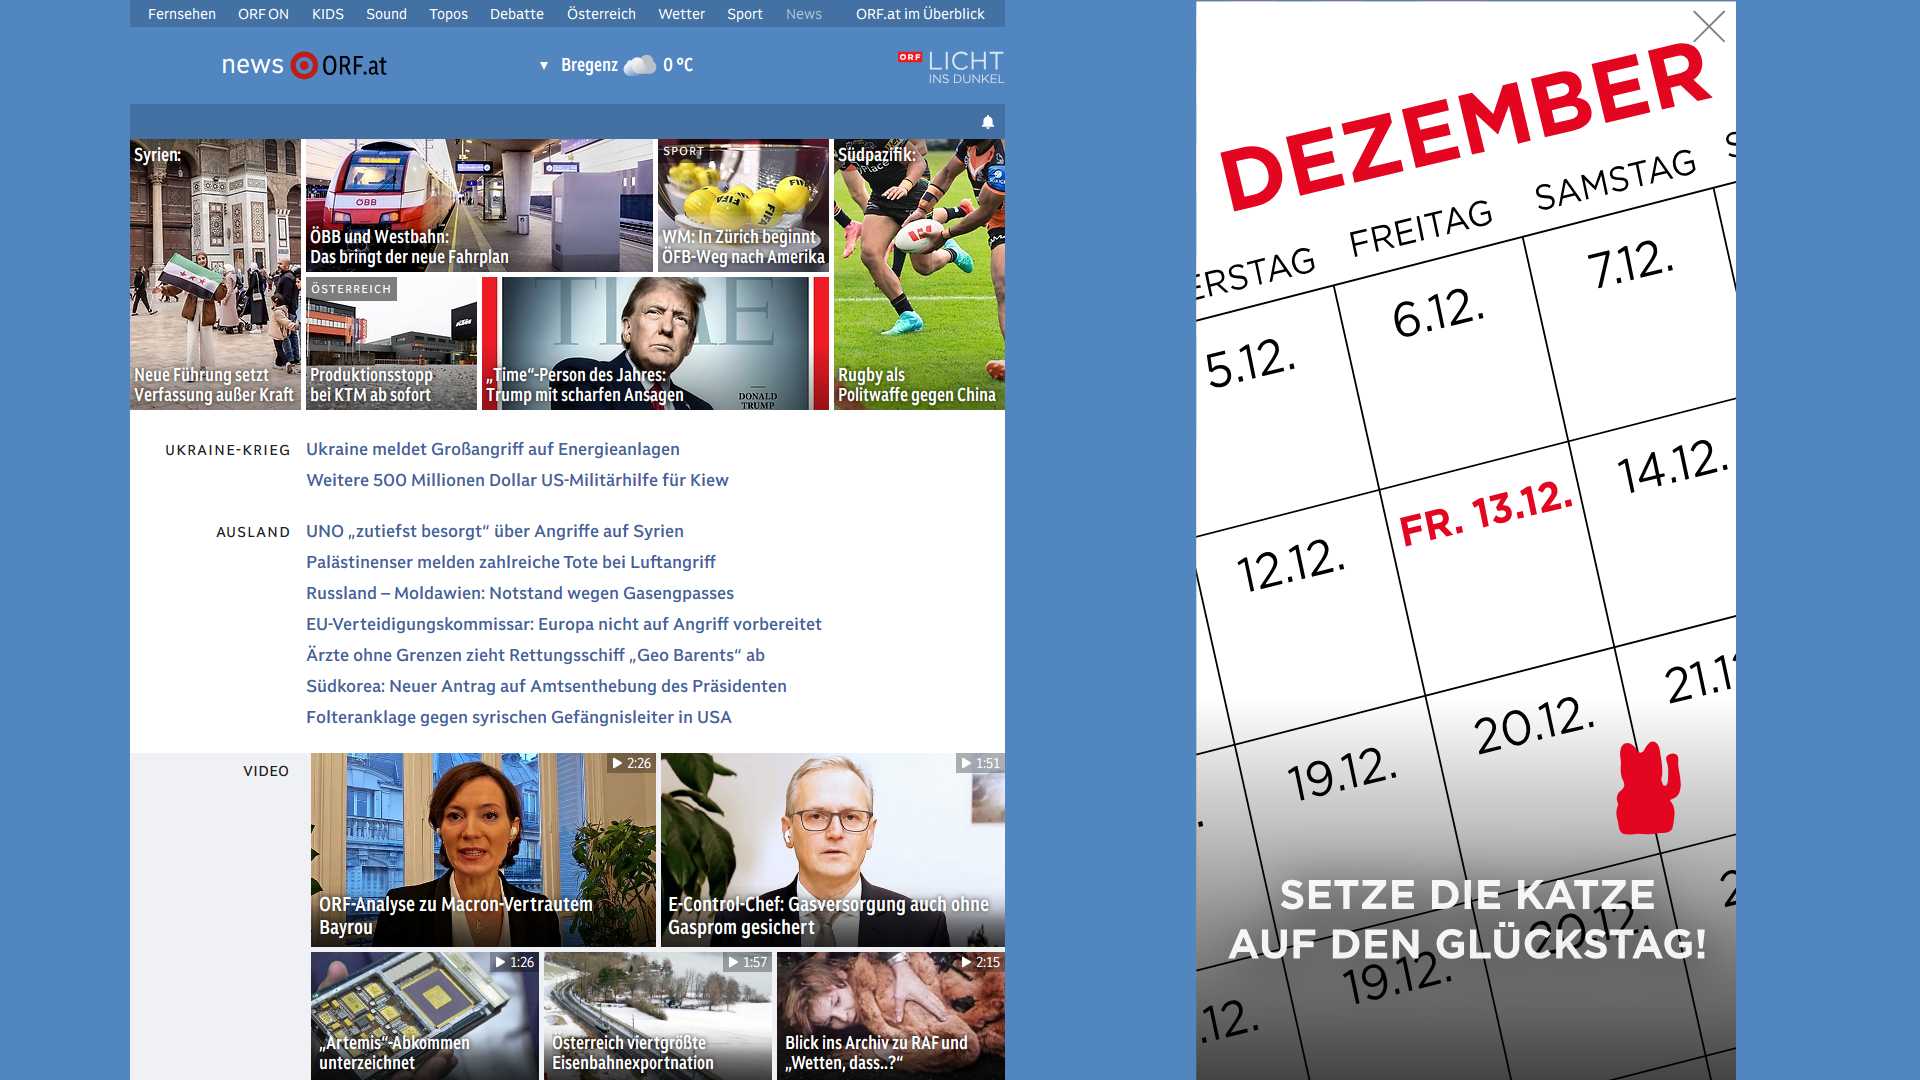 Fernsehen ORF ON KIDS Sound Topos Debatte Österreich Wetter Sport News ORF.at im Überblick
news ORF.at
Bregenz 0 °C
ORF LICHT
INS DUNKEL
Syrien:
Neue Führung setzt
Verfassung außer Kraft
ÖBB
ÖBB und Westbahn:
Das bringt der neue Fahrplan
SPORT
FIFA
FIFA
WM: In Zürich beginnt
ÖFB-Weg nach Amerika
Südpazifik:
Rugby als
Politwaffe gegen China
ÖSTERREICH
KTM
Produktionsstopp
bei KTM ab sofort
TIME
DONALD
TRUMP
„Time“-Person des Jahres:
Trump mit scharfen Ansagen
UKRAINE-KRIEG
Ukraine meldet Großangriff auf Energieanlagen
Weitere 500 Millionen Dollar US-Militärhilfe für Kiew
AUSLAND
UNO „zutiefst besorgt“ über Angriffe auf Syrien
Palästinenser melden zahlreiche Tote bei Luftangriff
Russland – Moldawien: Notstand wegen Gasengpasses
EU-Verteidigungskommissar: Europa nicht auf Angriff vorbereitet
Ärzte ohne Grenzen zieht Rettungsschiff „Geo Barents“ ab
Südkorea: Neuer Antrag auf Amtsenthebung des Präsidenten
Folteranklage gegen syrischen Gefängnisleiter in USA
VIDEO
2:26
ORF-Analyse zu Macron-Vertrautem
Bayrou
1:51
E-Control-Chef: Gasversorgung auch ohne
Gasprom gesichert
1:26
„Artemis“-Abkommen
unterzeichnet
1:57
Österreich viertgrößte
Eisenbahnexportnation
2:15
Blick ins Archiv zu RAF und
„Wetten, dass..?“
DEZEMBER
ERSTAG FREITAG SAMSTAG S
5.12. 6.12. 7.12.
12.12. FR. 13.12. 14.12.
19.12. 20.12. 21.1
SETZE DIE KATZE
AUF DEN GLÜCKSTAG!
.12. 19.12. 20.12. 2